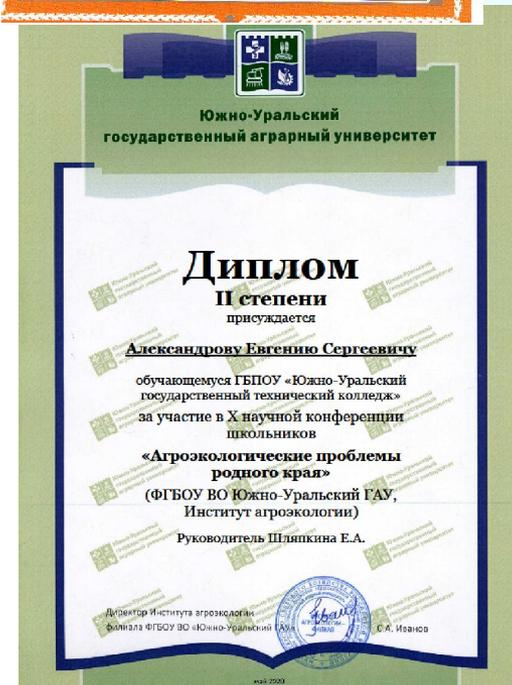 Южно-Уральский
государственный аграрный университет
Диплом
II степени
присуждается
Александрову Евгению Сергеевичу
обучающемуся ГБПОУ «Южно-Уральский
государственный технический колледж»
за участие в X научной конференции
школьников
«Агроэкологические проблемы
родного края»
(ФГБОУ ВО Южно-Уральский ГАУ,
Институт агроэкологии)
Руководитель Шляпкина Е.А.
Директор Института агроэкологии
филиала ФГБОУ ВО «Южно-Уральский ГАУ» С.А. Иванов
май 2020